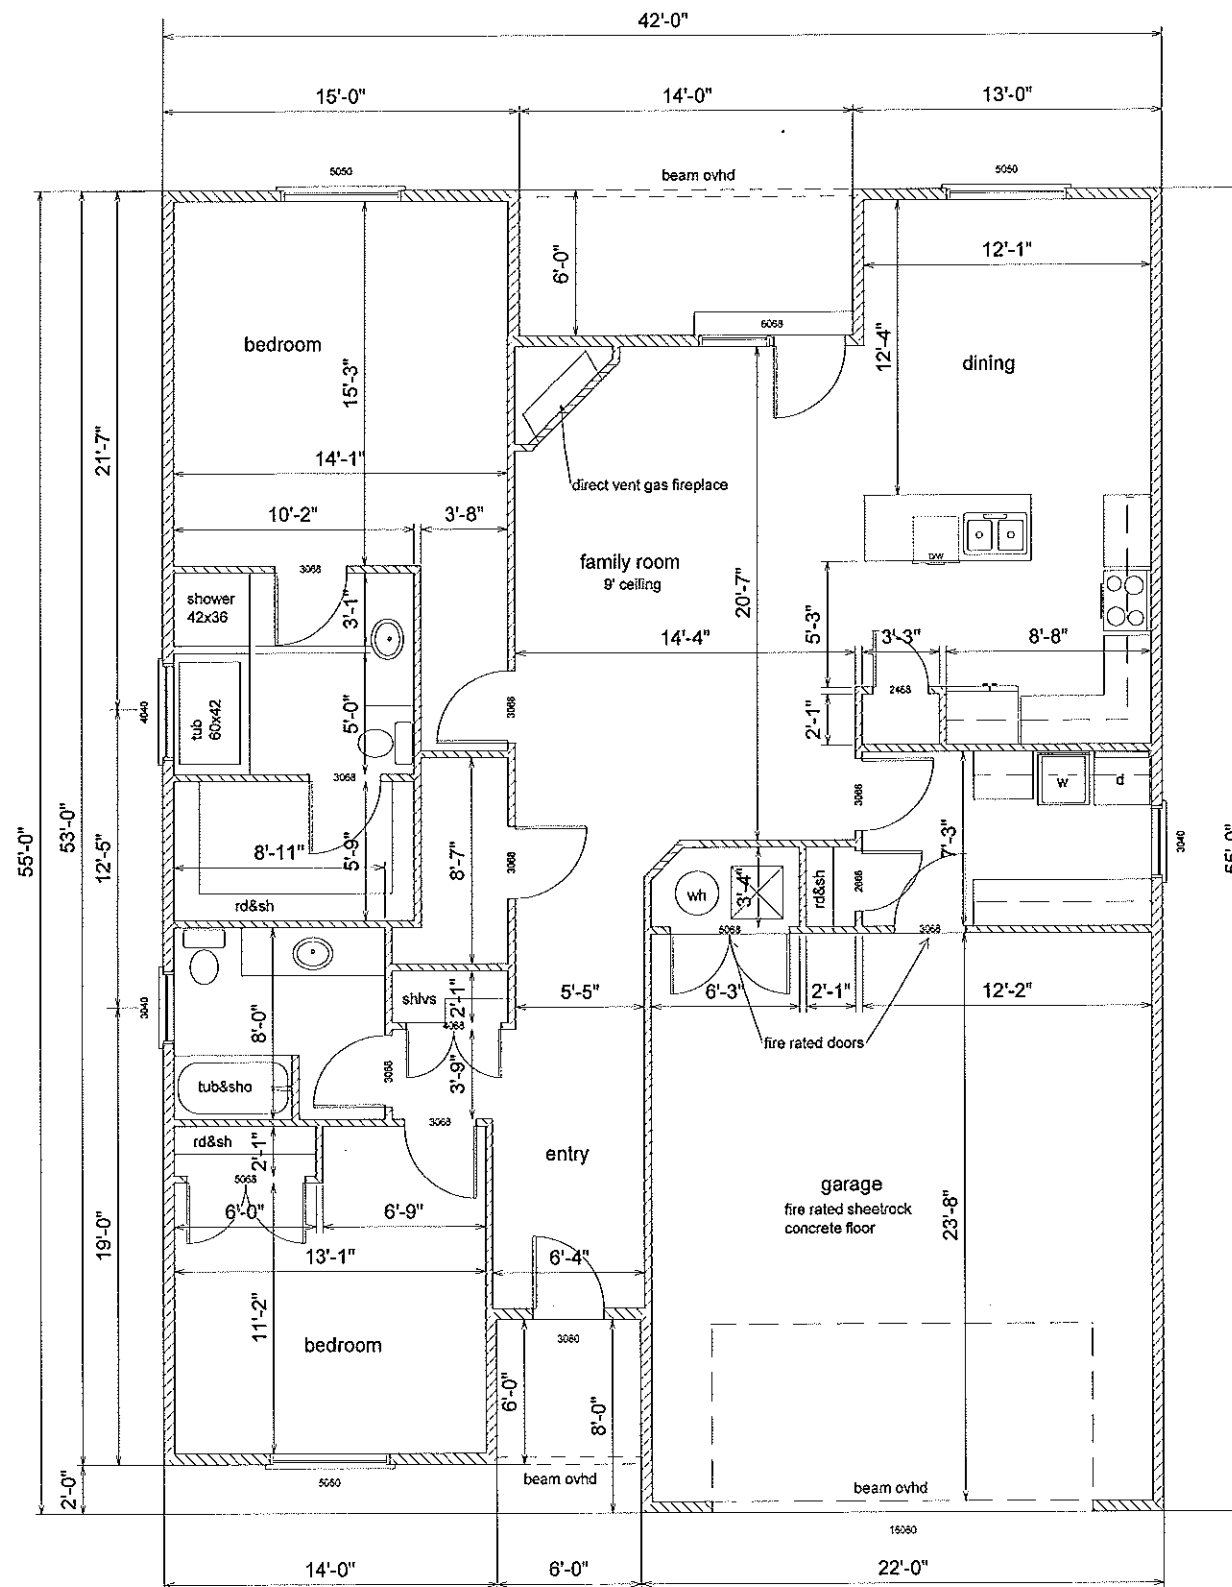 42'-0"
15'-0"
14'-0"
13'-0"
5050
beam ovhd
5050
6'-0"
12'-1"
bedroom
6068
12'-4"
dining
15'-3"
21'-7"
14'-1"
direct vent gas fireplace
10'-2"
3'-8"
D/W
3068
family room
9' ceiling
20'-7"
shower
42x36
3'-1"
5'-3"
14'-4"
3'-3"
8'-8"
2468
4040
tub
60x42
5'-0"
3068
2'-1"
3068
3068
w
d
55'-0"
53'-0"
12'-5"
8'-11"
5'-9"
8'-7"
3068
7'-3"
3040
55'-0"
rd&sh
wh
3'-4"
rd&sh
2668
5068
3068
3040
shlvs
2'-1"
5'-5"
6'-3"
2'-1"
12'-2"
8'-0"
4068
3'-9"
fire rated doors
tub&sho
3068
3068
rd&sh
2'-1"
entry
5068
garage
fire rated sheetrock
concrete floor
23'-8"
6'-0"
6'-9"
19'-0"
13'-1"
6'-4"
11'-2"
bedroom
3080
6'-0"
8'-0"
2'-0"
5050
beam ovhd
beam ovhd
14'-0"
6'-0"
22'-0"